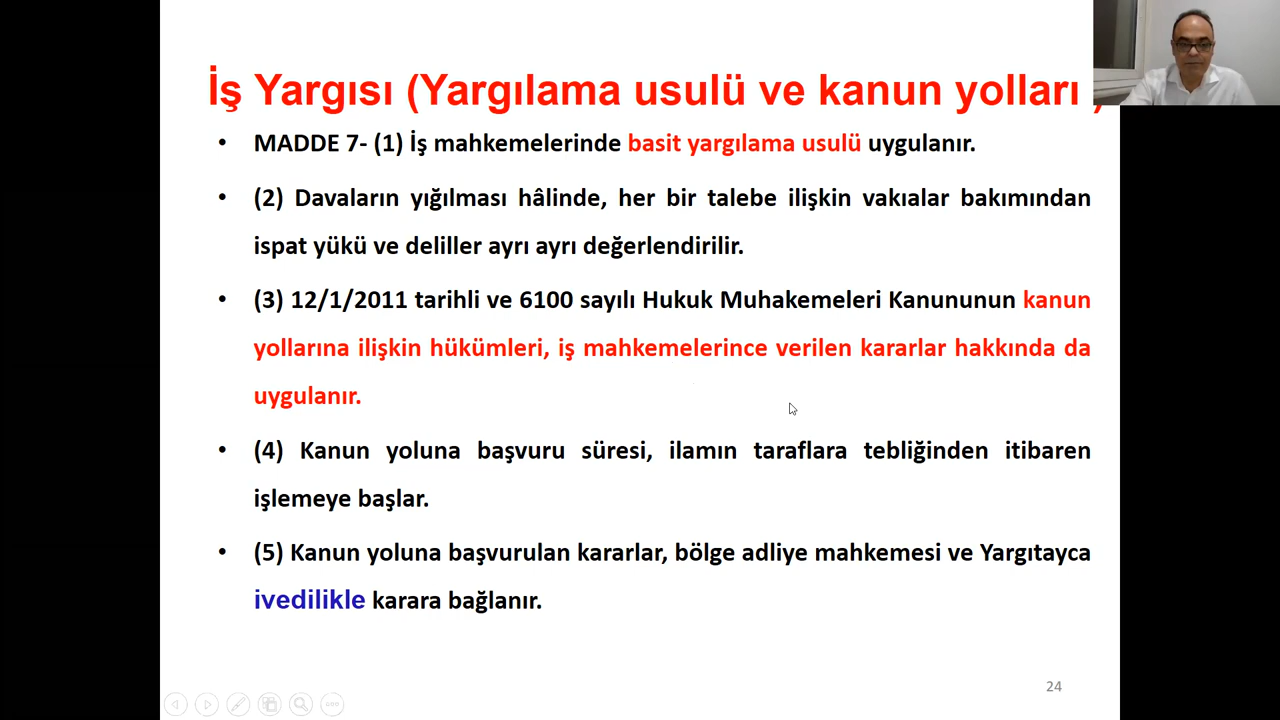 İş Yargısı (Yargılama usulü ve kanun yolları )
• MADDE 7- (1) İş mahkemelerinde basit yargılama usulü uygulanır.
• (2) Davaların yığılması hâlinde, her bir talebe ilişkin vakıalar bakımından
ispat yükü ve deliller ayrı ayrı değerlendirilir.
• (3) 12/1/2011 tarihli ve 6100 sayılı Hukuk Muhakemeleri Kanununun kanun
yollarına ilişkin hükümleri, iş mahkemelerince verilen kararlar hakkında da
uygulanır.
• (4) Kanun yoluna başvuru süresi, ilamın taraflara tebliğinden itibaren
işlemeye başlar.
• (5) Kanun yoluna başvurulan kararlar, bölge adliye mahkemesi ve Yargıtayca
ivedilikle karara bağlanır.
24